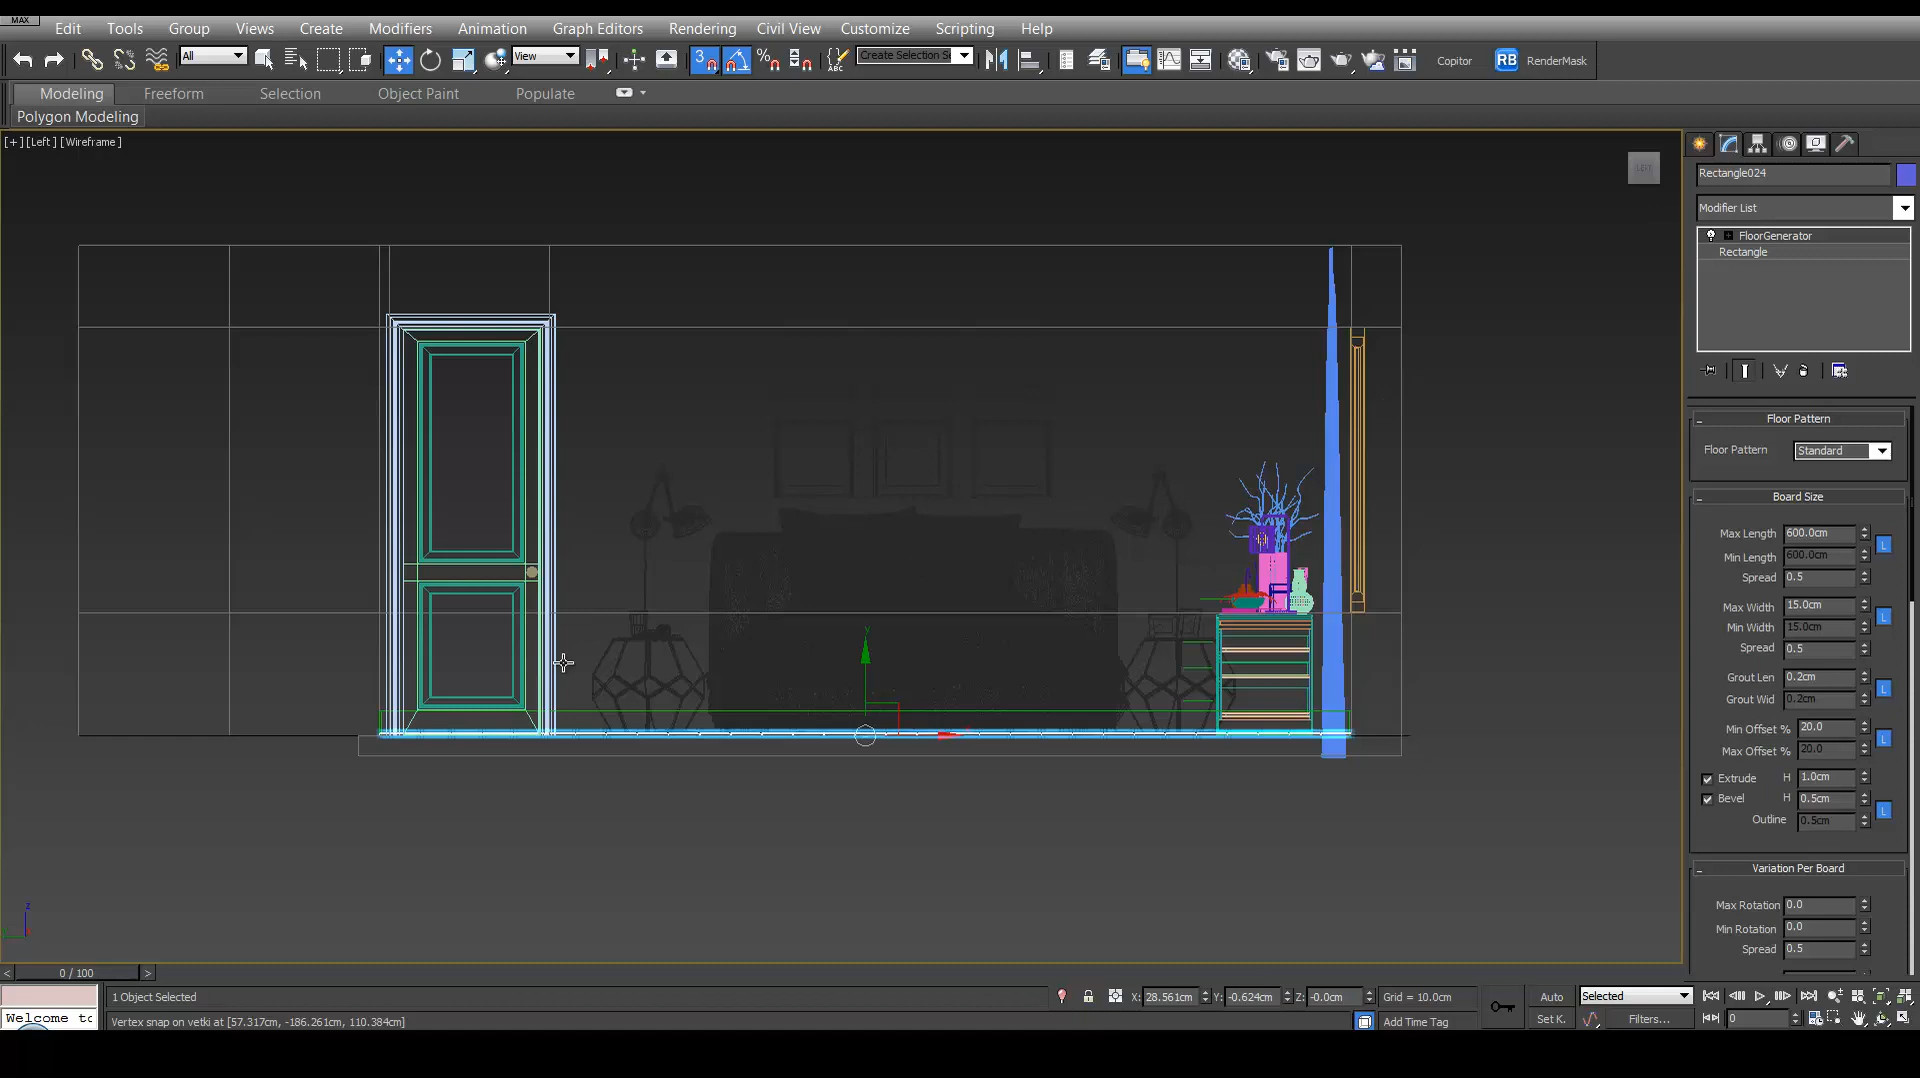 MAX
Edit Tools Group Views Create Modifiers Animation Graph Editors Rendering Civil View Customize Scripting Help
All View 3 ABC Create Selection Se Copitor RB RenderMask
Modeling Freeform Selection Object Paint Populate
Polygon Modeling
[+] [Left] [Wireframe]
LEFT
Rectangle024
Modifier List
FloorGenerator
Rectangle
Floor Pattern
Floor Pattern Standard
Board Size
Max Length 600.0cm
Min Length 600.0cm L
Spread 0.5
Max Width 15.0cm
Min Width 15.0cm L
Spread 0.5
Grout Len 0.2cm
Grout Wid 0.2cm L
Min Offset % 20.0
Max Offset % 20.0 L
Extrude H 1.0cm
Bevel H 0.5cm
Outline 0.5cm L
Variation Per Board
Max Rotation 0.0
Min Rotation 0.0
Spread 0.5
y
z
< 0 / 100 >
1 Object Selected X: 28.561cm Y: -0.624cm Z: -0.0cm Grid = 10.0cm Auto Selected
Welcome to Vertex snap on vetki at [57.317cm, -186.261cm, 110.384cm] Add Time Tag Set K. Filters... 0